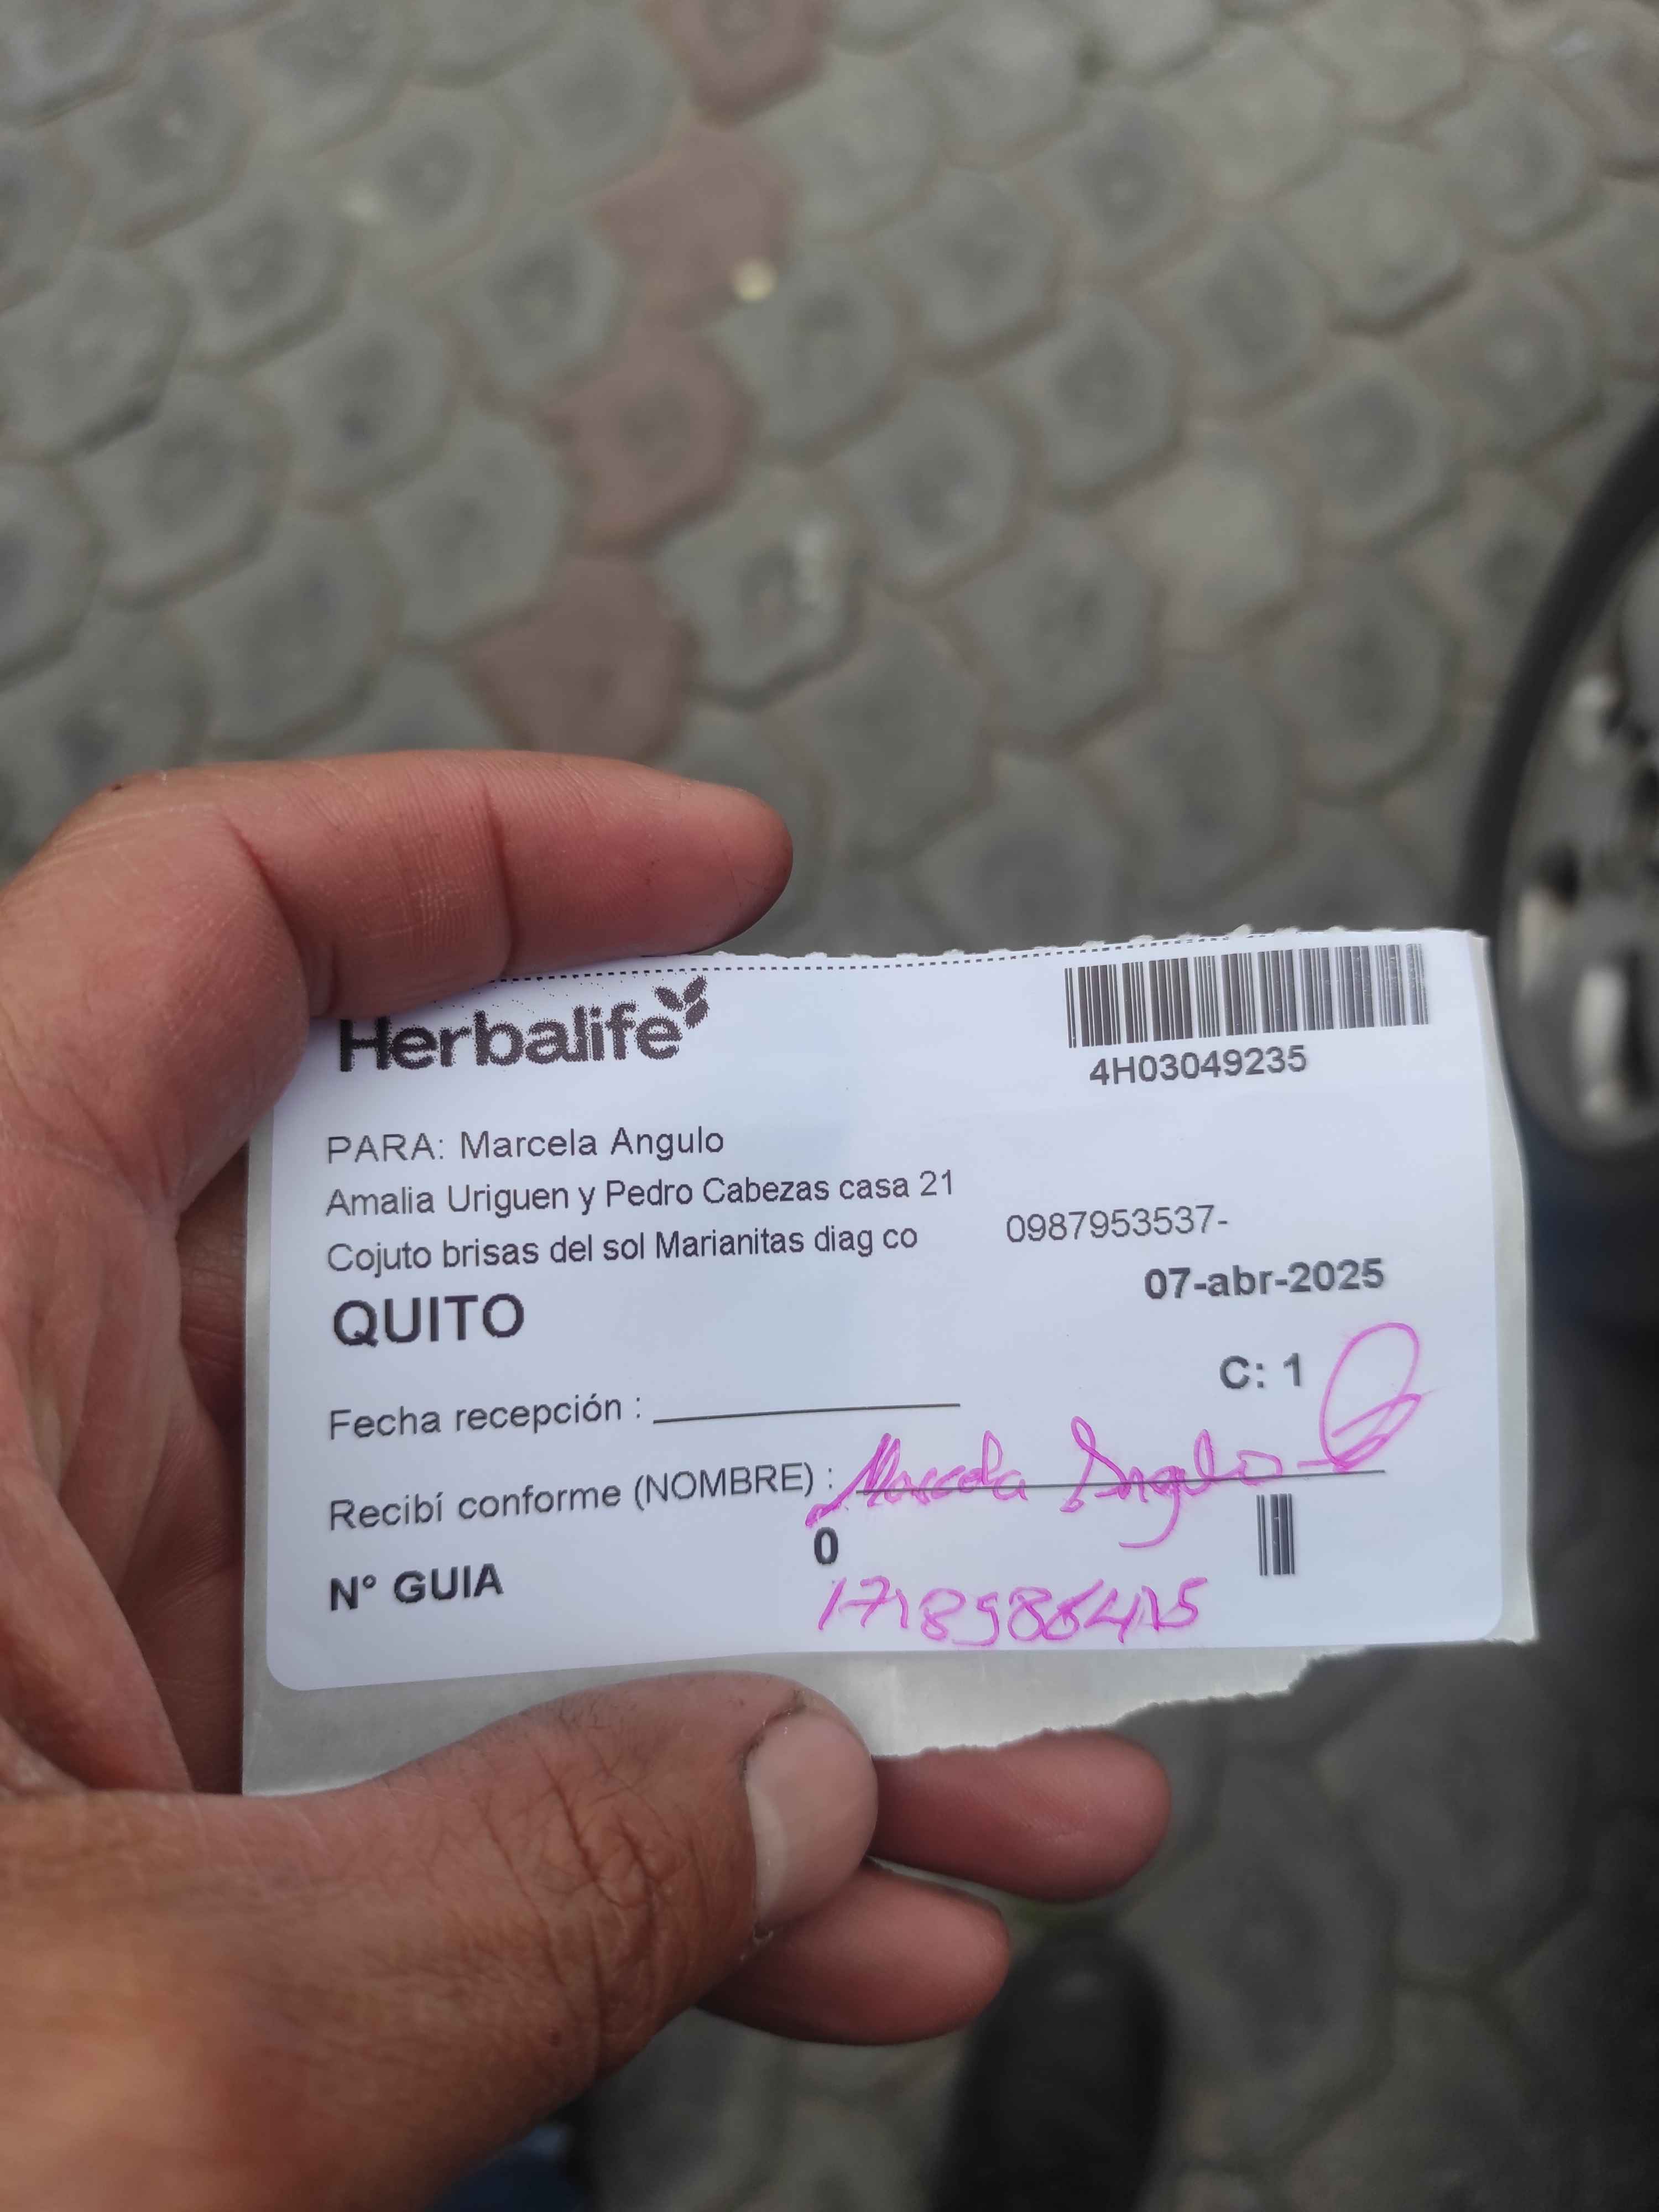 Herbalife
4H03049235
PARA: Marcela Angulo
Amalia Uriguen y Pedro Cabezas casa 21
Cojuto brisas del sol Marianitas diag co
0987953537-
QUITO
07-abr-2025
C: 1
Fecha recepción :
Recibí conforme (NOMBRE) : Marcela Angulo
N° GUIA 0